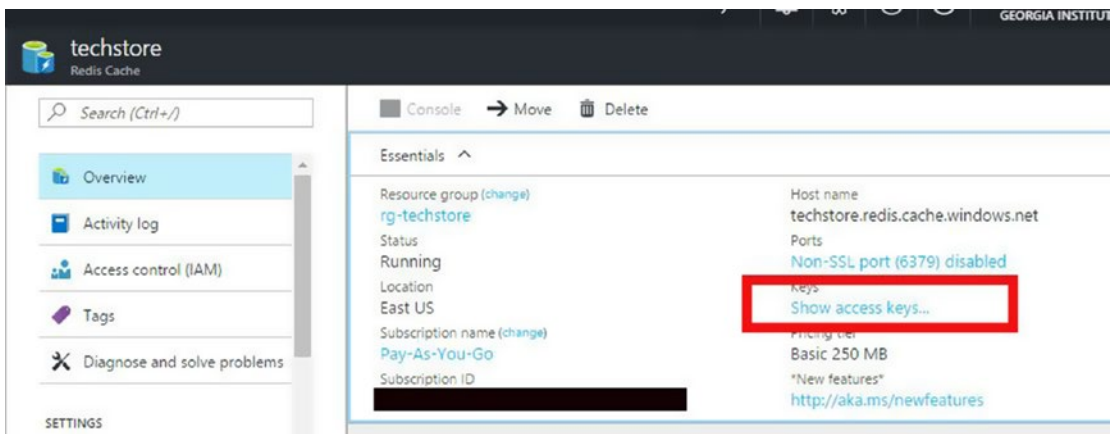 GEORGIA INSTITUT
techstore
Redis Cache
Search (Ctrl+/)
Overview
Activity log
Access control (IAM)
Tags
Diagnose and solve problems
SETTINGS
Console Move Delete
Essentials
Resource group (change)
rg-techstore
Status
Running
Location
East US
Subscription name (change)
Pay-As-You-Go
Subscription ID
Host name
techstore.redis.cache.windows.net
Ports
Non-SSL port (6379) disabled
Keys
Show access keys...
Pricing tier
Basic 250 MB
*New features*
http://aka.ms/newfeatures